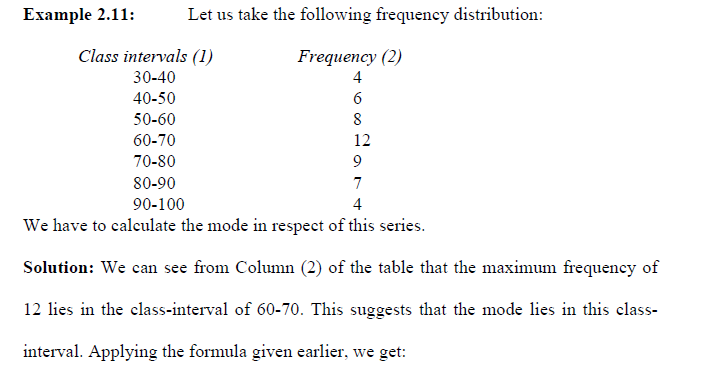 Example 2.11: Let us take the following frequency distribution:
Class intervals (1) Frequency (2)
30-40 4
40-50 6
50-60 8
60-70 12
70-80 9
80-90 7
90-100 4
We have to calculate the mode in respect of this series.
Solution: We can see from Column (2) of the table that the maximum frequency of
12 lies in the class-interval of 60-70. This suggests that the mode lies in this class-
interval. Applying the formula given earlier, we get: